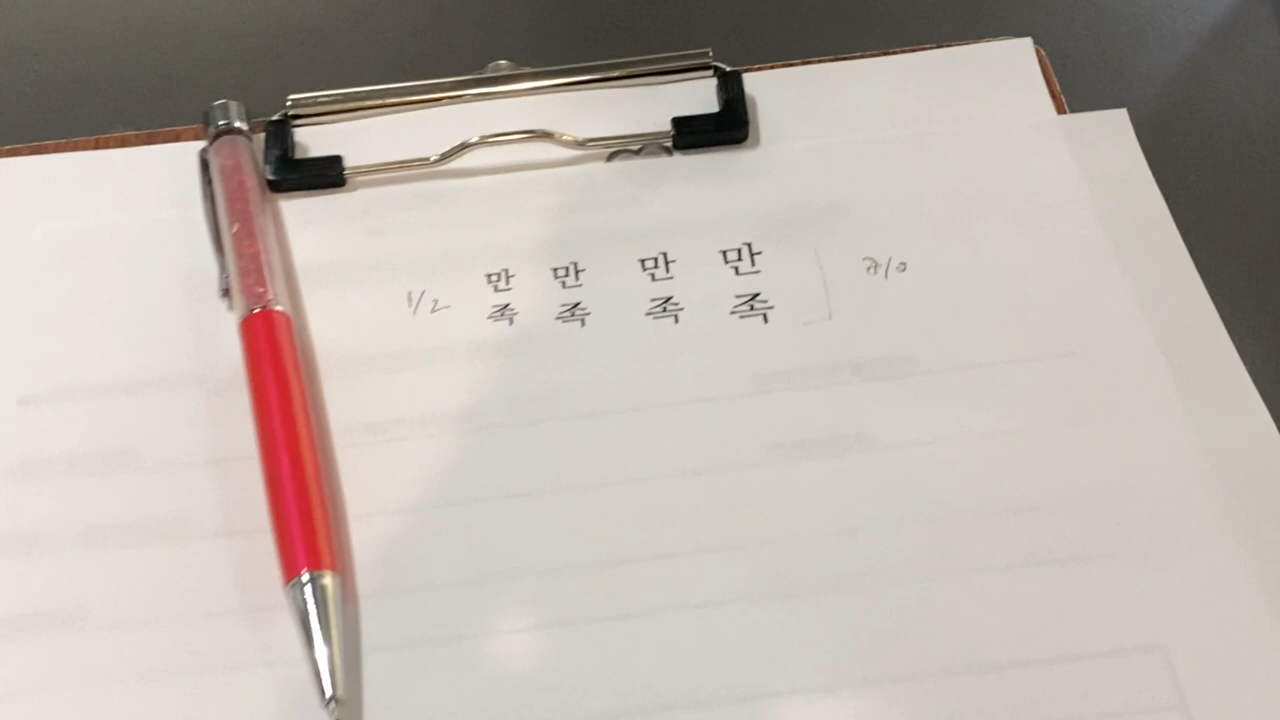 만 만 만 만
1/2 족 족 족 족